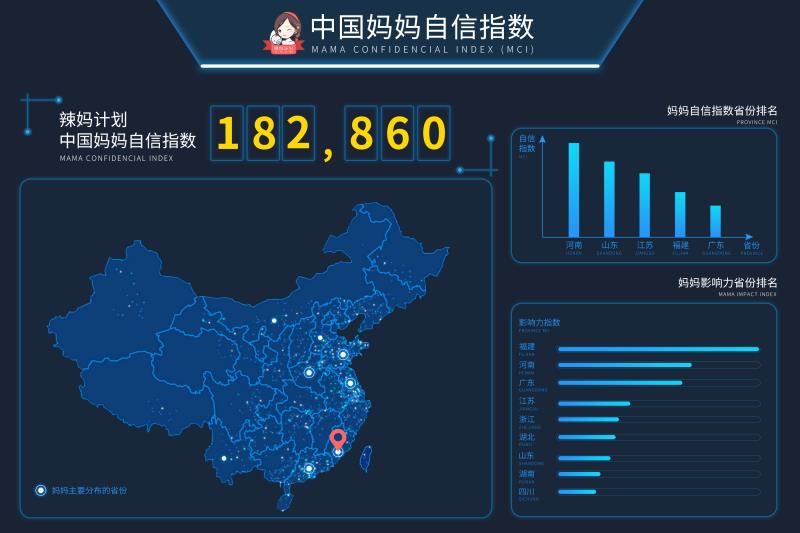 中国妈妈自信指数
MAMA CONFIDENCIAL INDEX (MCI)
辣妈计划
中国妈妈自信指数
MAMA CONFIDENCIAL INDEX
182,860
妈妈主要分布的省份
妈妈自信指数省份排名
PROVINCE MCI
自信
指数
MCI
河南 山东 江苏 福建 广东 省份
HENAN SHANDONG JIANGSU FUJIAN GUANGDONG PROVINCE
妈妈影响力省份排名
MAMA IMPACT INDEX
影响力指数
PROVINCE MCI
福建
FUJIAN
河南
HENAN
广东
GUANGDONG
江苏
JIANGSU
浙江
ZHEJIANG
湖北
山东
SHANDONG
湖南
HUNAN
四川
SICHUAN